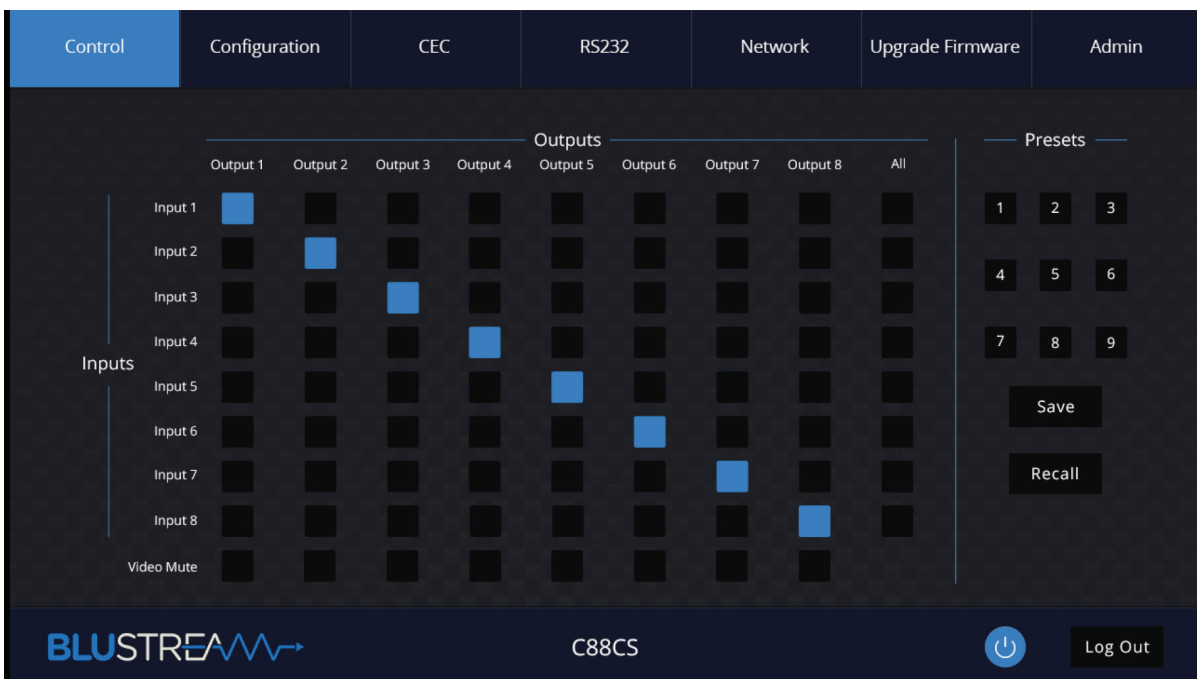 Control Configuration CEC RS232 Network Upgrade Firmware Admin
Outputs
Output 1 Output 2 Output 3 Output 4 Output 5 Output 6 Output 7 Output 8 All
Inputs
Input 1
Input 2
Input 3
Input 4
Input 5
Input 6
Input 7
Input 8
Video Mute
Presets
1 2 3
4 5 6
7 8 9
Save
Recall
BLUSTREAM
C88CS
Log Out